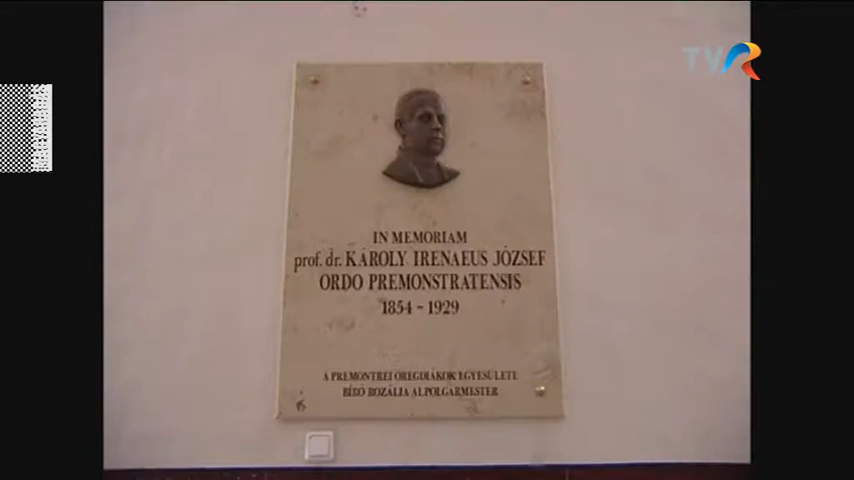 TVR
IN MEMORIAM
prof. dr. KÁROLY IRENAEUS JÓZSEF
ORDO PREMONSTRATENSIS
1854 - 1929
A PREMONTREI ÖREGDIÁKOK EGYESÜLETE
BÍRÓ ROZÁLIA ALPOLGÁRMESTER